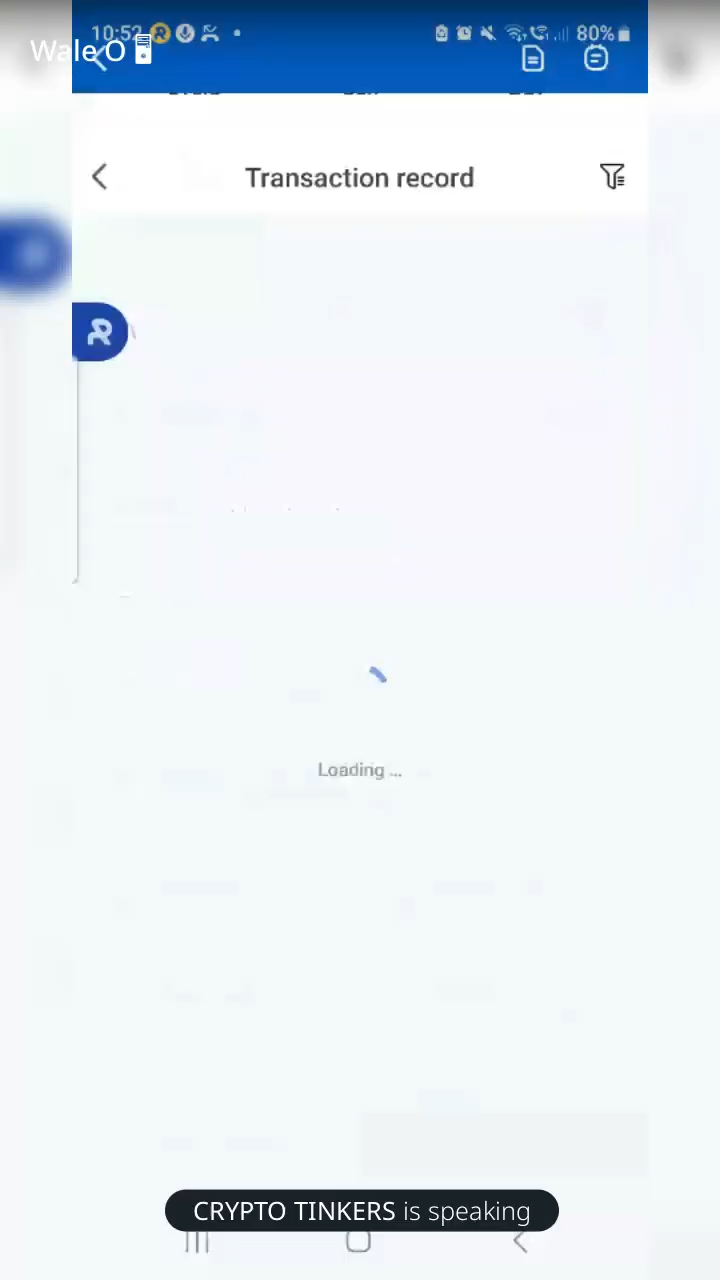 10:52
80%
Wale O
Transaction record
Loading ...
CRYPTO TINKERS is speaking